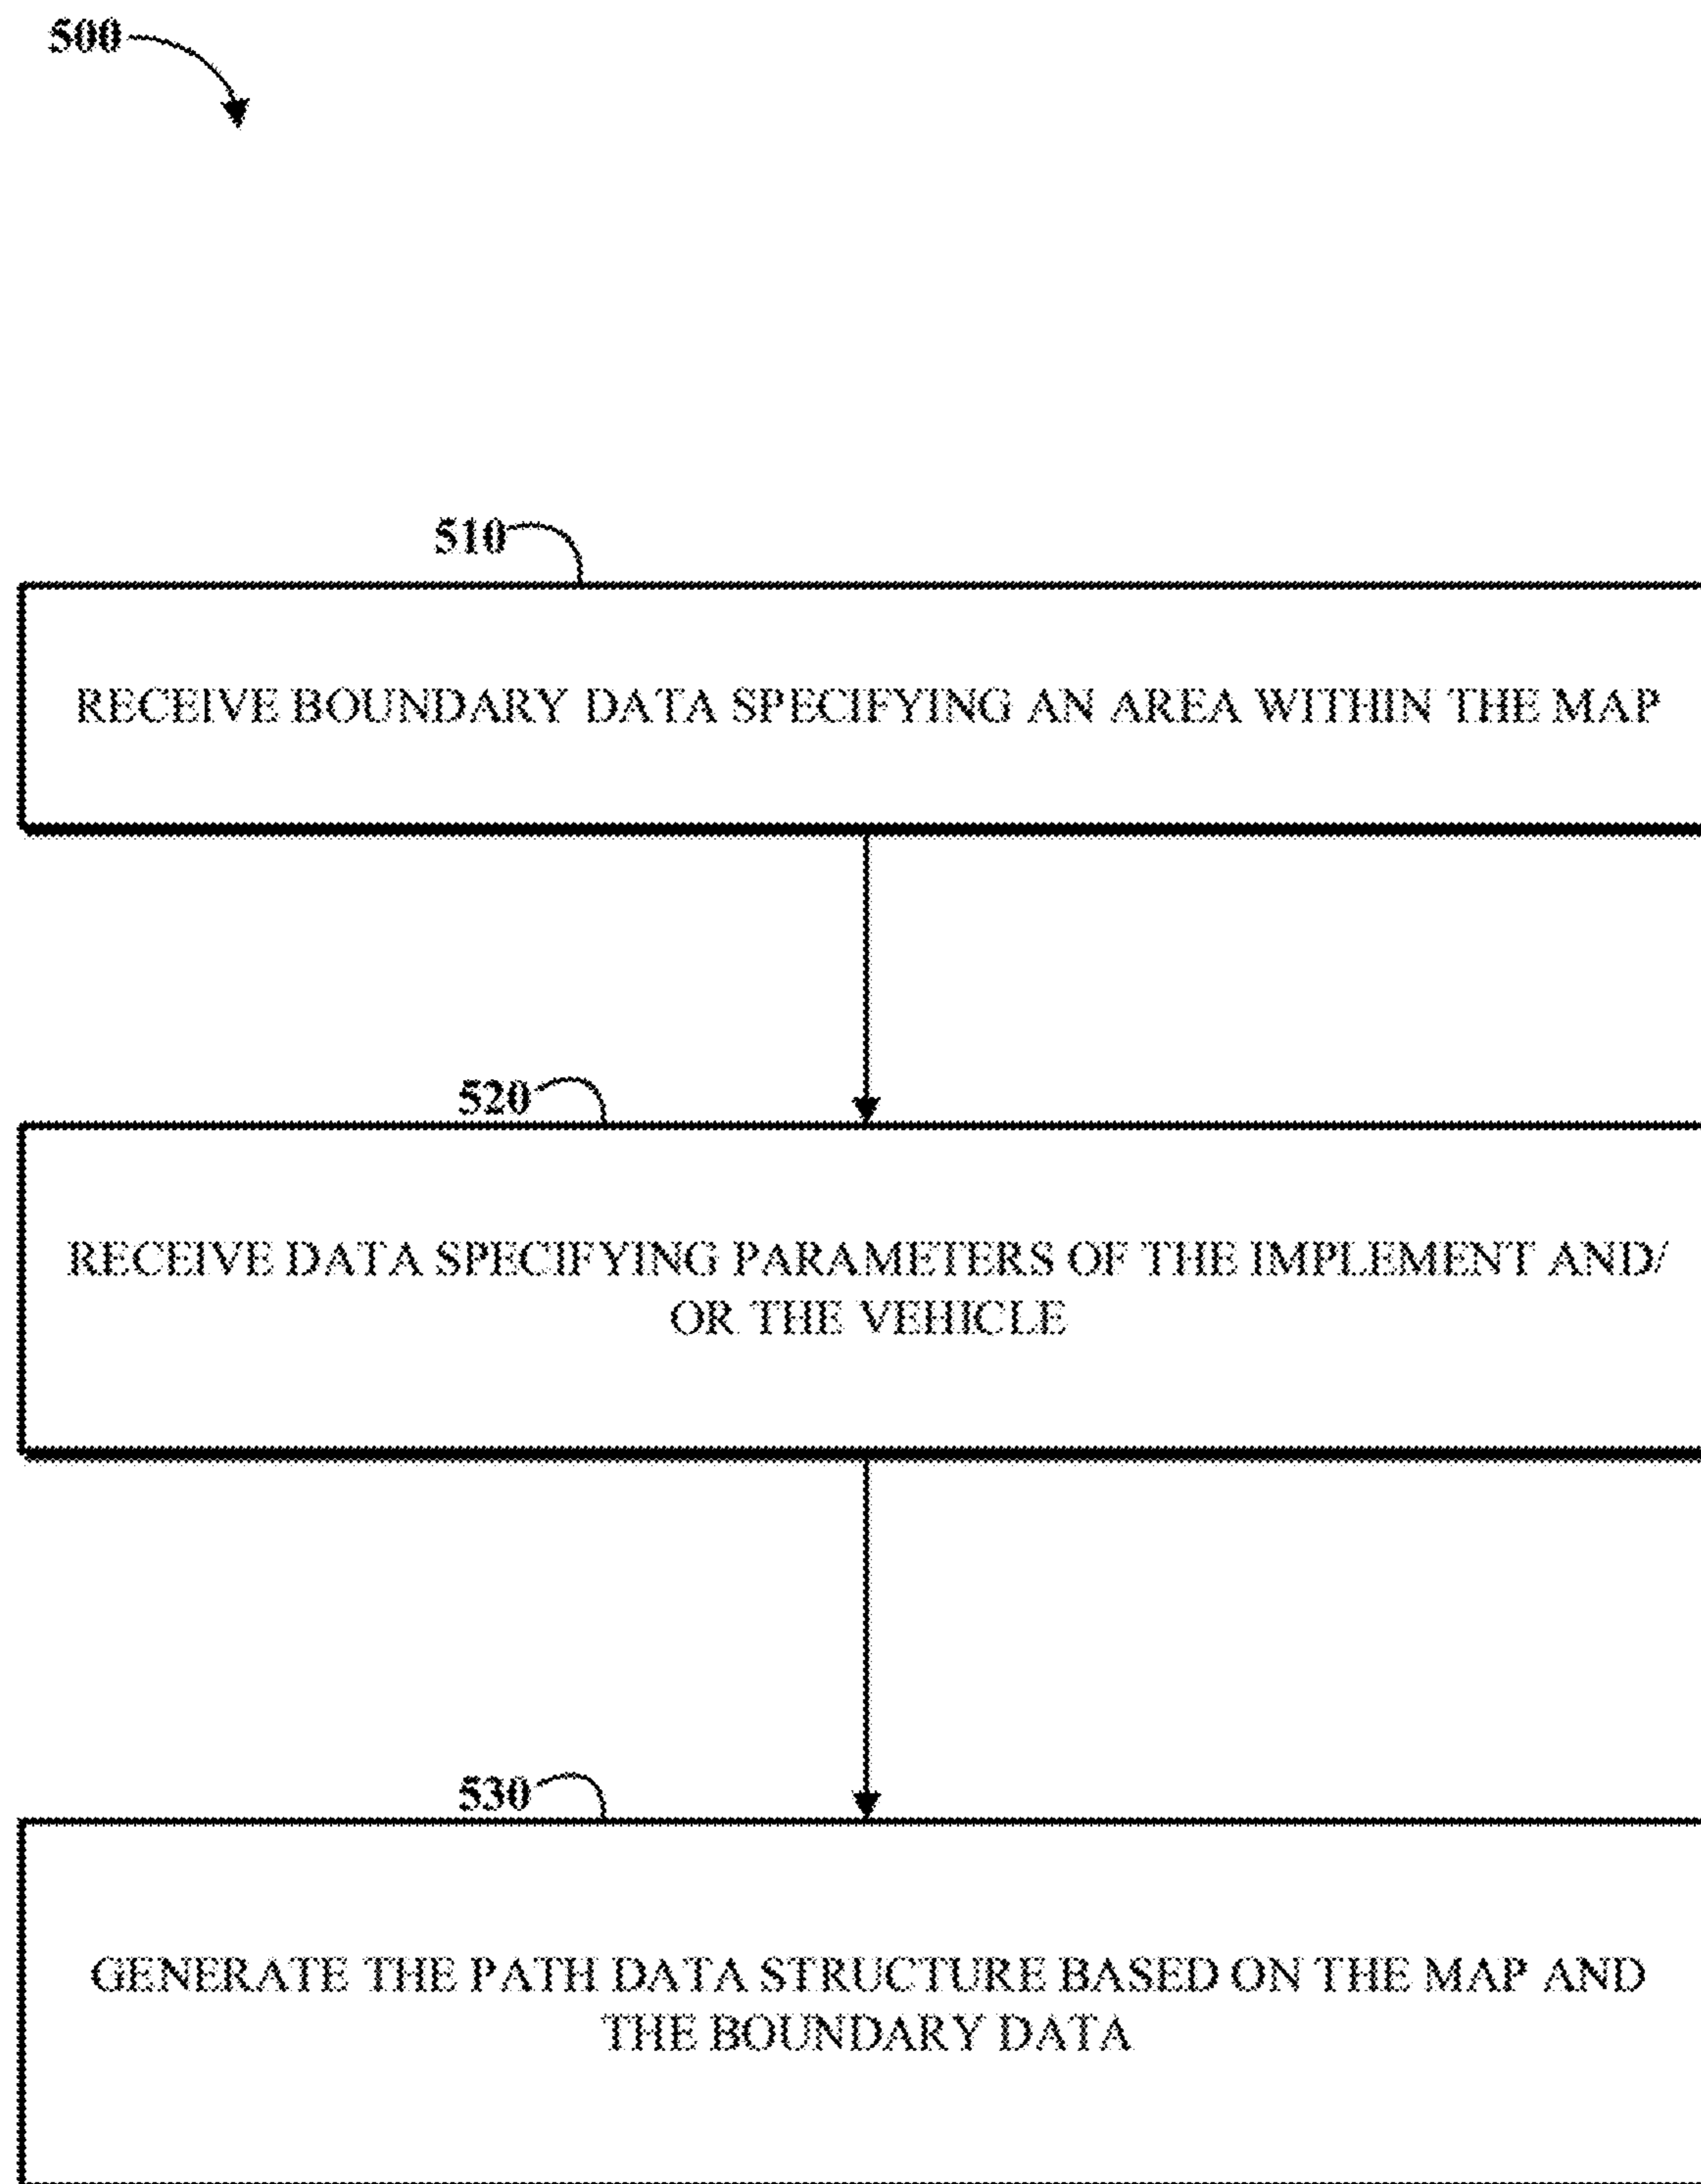 500
510
RECEIVE BOUNDARY DATA SPECIFYING AN AREA WITHIN THE MAP
520
RECEIVE DATA SPECIFYING PARAMETERS OF THE IMPLEMENT AND/
OR THE VEHICLE
530
GENERATE THE PATH DATA STRUCTURE BASED ON THE MAP AND
THE BOUNDARY DATA